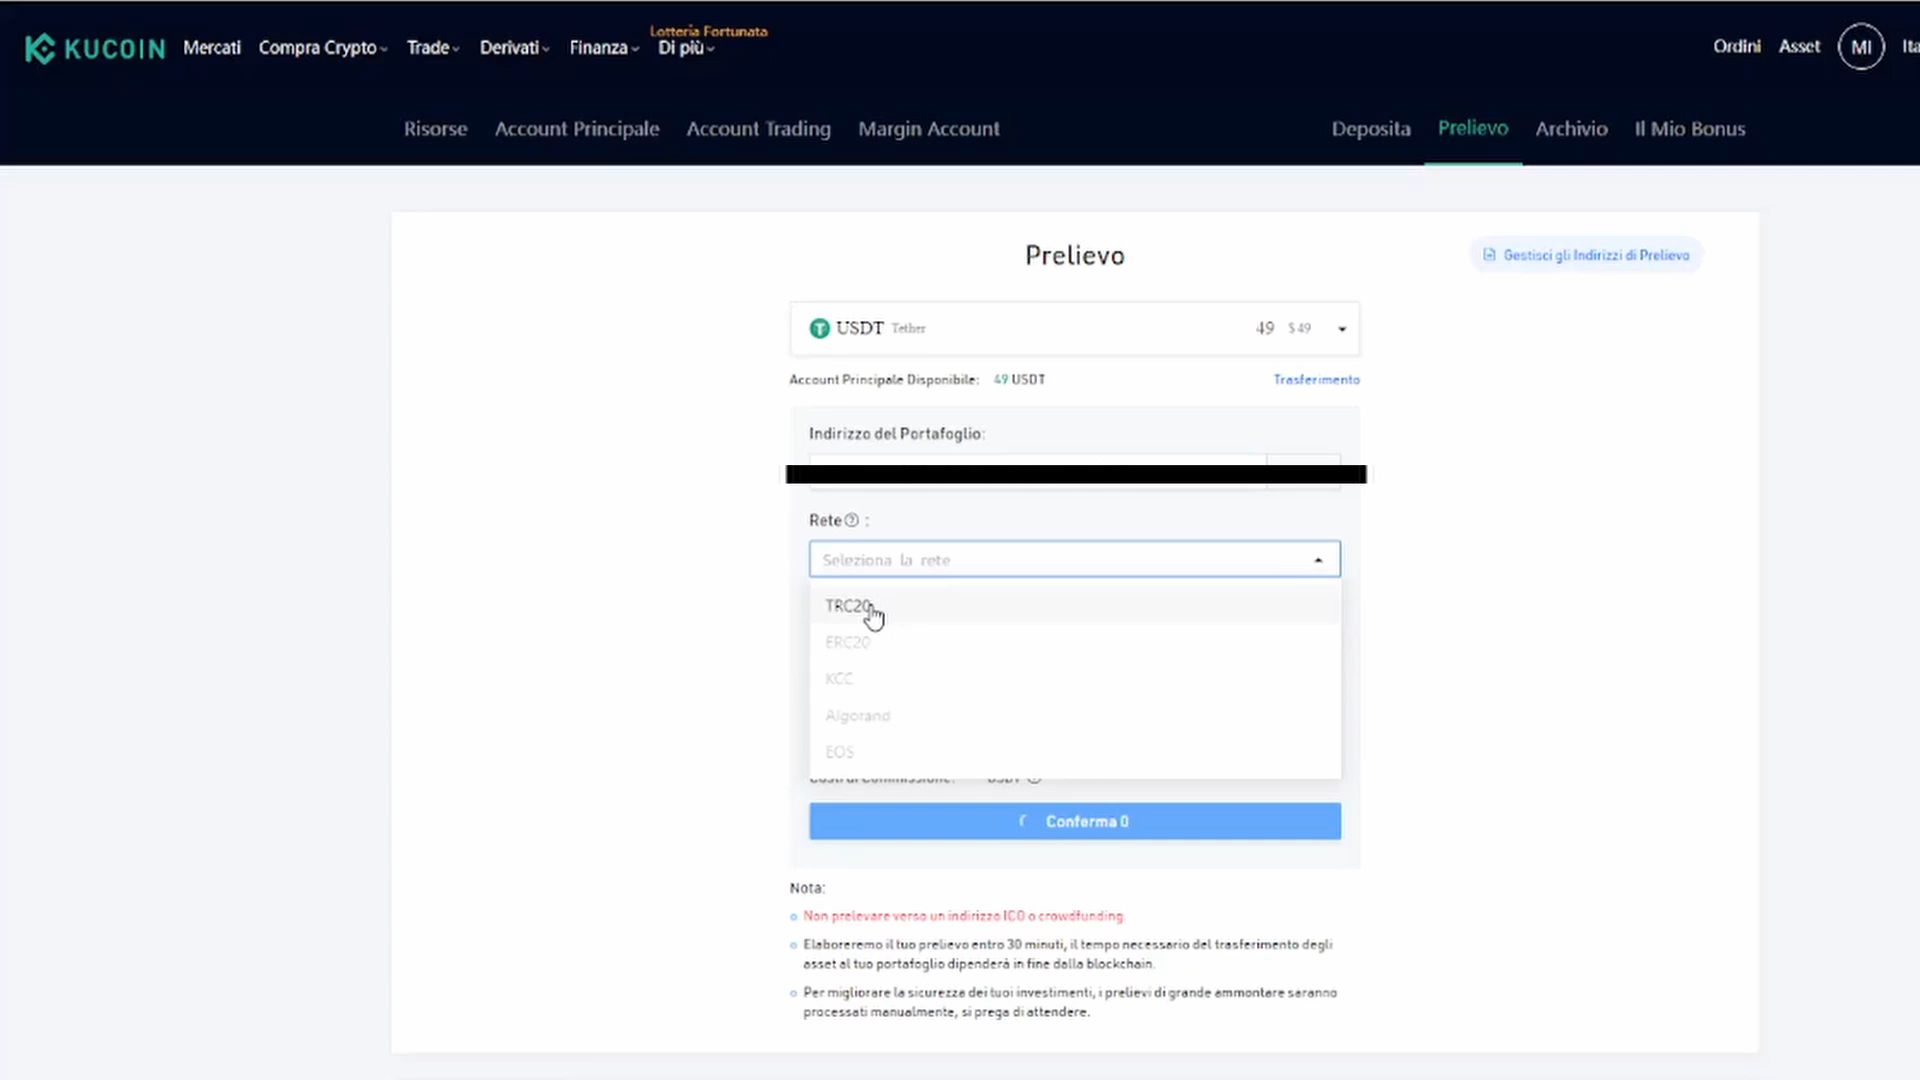 Lotteria Fortunata
KUCOIN Mercati Compra Crypto Trade Derivati Finanza Di più Ordini Asset MI Ita
Risorse Account Principale Account Trading Margin Account Deposita Prelievo Archivio Il Mio Bonus
Prelievo
Gestisci gli Indirizzi di Prelievo
USDT Tether 49 $ 49
Account Principale Disponibile: 49 USDT Trasferimento
Indirizzo del Portafoglio:
Rete ? :
Seleziona la rete
TRC20
ERC20
KCC
Algorand
EOS
Costi di Commissione: USDT
Conferma 0
Nota:
Non prelevare verso un indirizzo ICO o crowdfunding.
Elaboreremo il tuo prelievo entro 30 minuti, il tempo necessario del trasferimento degli
asset al tuo portafoglio dipenderà in fine dalla blockchain.
Per migliorare la sicurezza dei tuoi investimenti, i prelievi di grande ammontare saranno
processati manualmente, si prega di attendere.